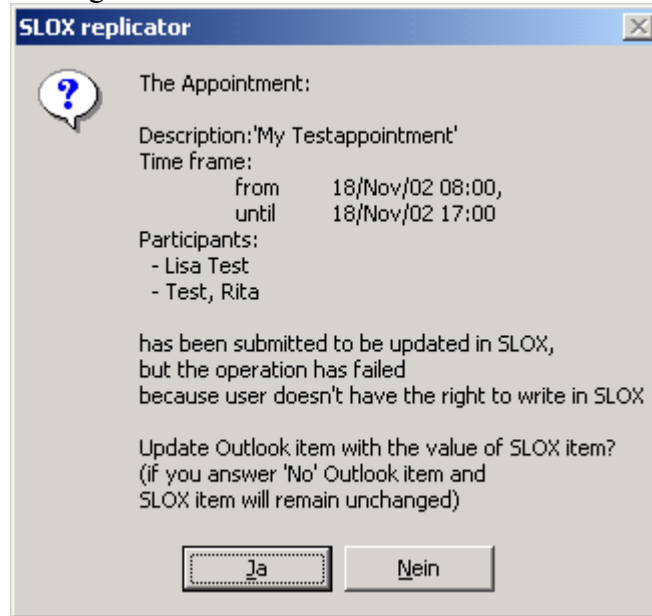 SLOX replicator
The Appointment:
Description:'My Testappointment'
Time frame:
from 18/Nov/02 08:00,
until 18/Nov/02 17:00
Participants:
- Lisa Test
- Test, Rita
has been submitted to be updated in SLOX,
but the operation has failed
because user doesn't have the right to write in SLOX
Update Outlook item with the value of SLOX item?
(if you answer 'No' Outlook item and
SLOX item will remain unchanged)
Ja Nein